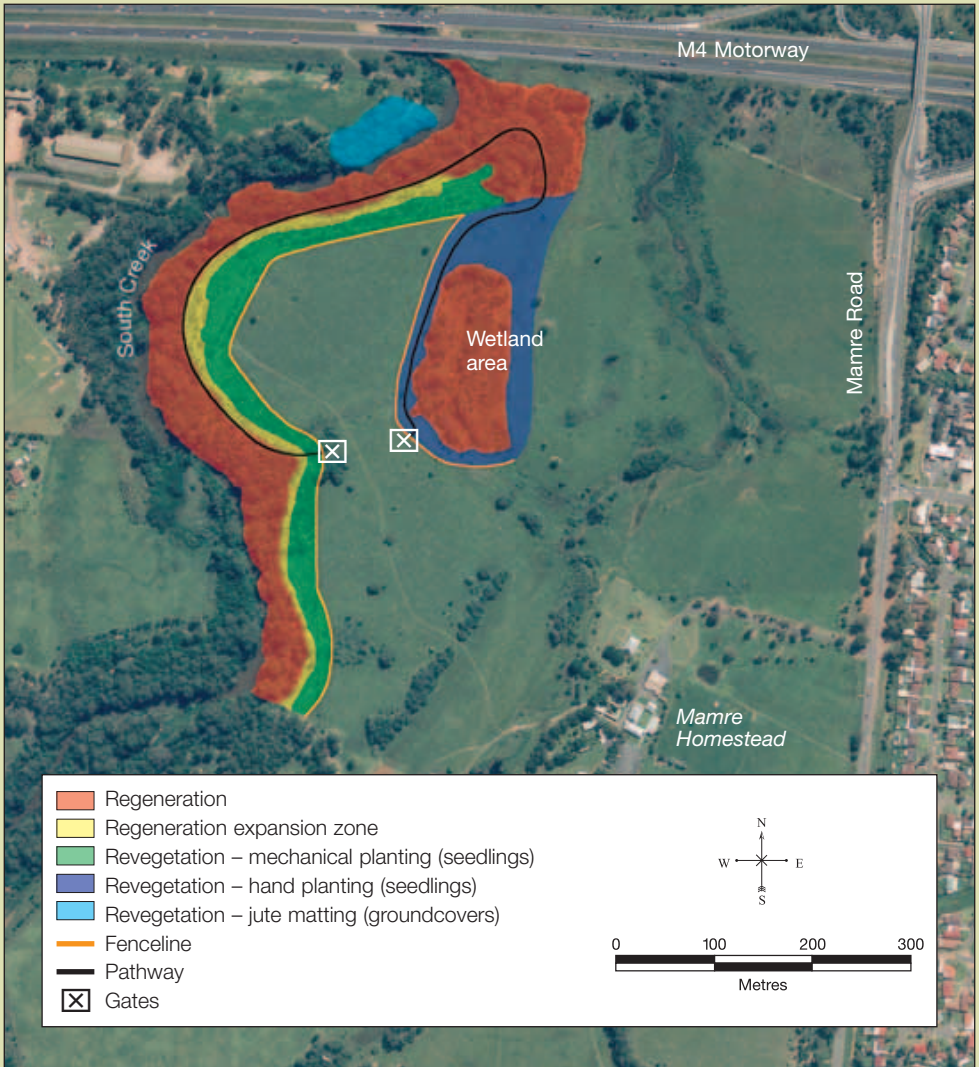 M4 Motorway
South Creek
Mamre Road
Wetland
area
Mamre
Homestead
Regeneration
Regeneration expansion zone
Revegetation – mechanical planting (seedlings)
Revegetation – hand planting (seedlings)
Revegetation – jute matting (groundcovers)
Fenceline
Pathway
Gates
N
W E
S
0 100 200 300
Metres